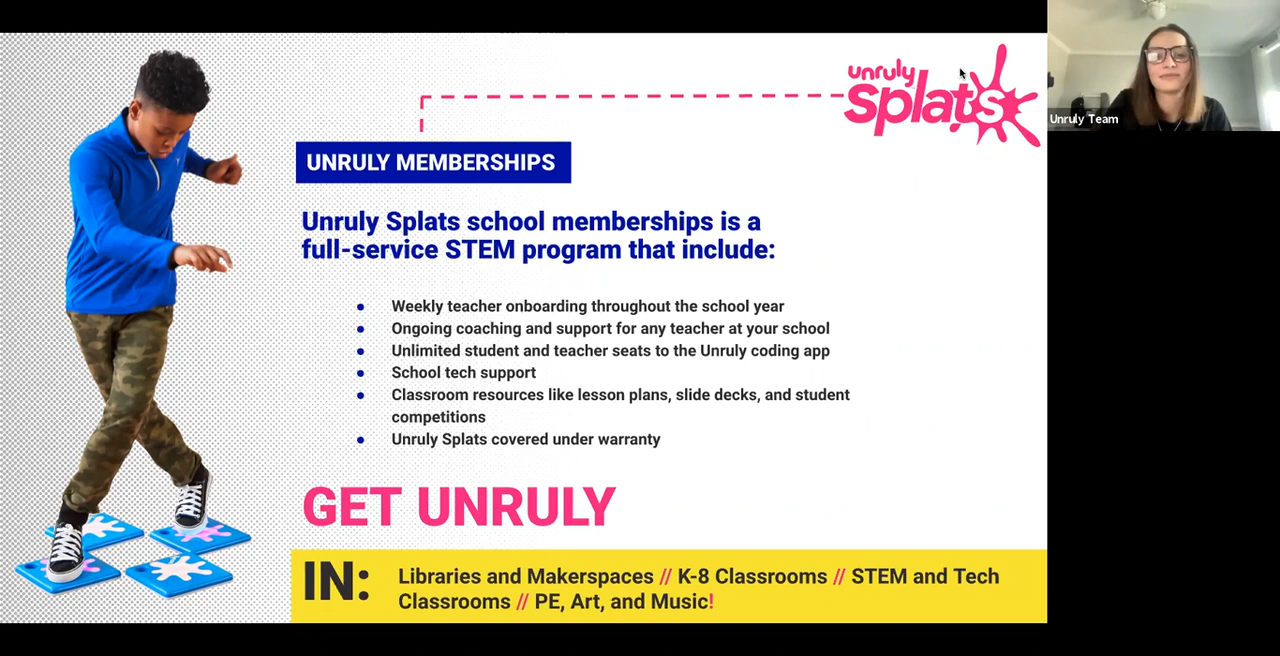 unruly
splats
Unruly Team
UNRULY MEMBERSHIPS
Unruly Splats school memberships is a
full-service STEM program that include:
Weekly teacher onboarding throughout the school year
Ongoing coaching and support for any teacher at your school
Unlimited student and teacher seats to the Unruly coding app
School tech support
Classroom resources like lesson plans, slide decks, and student
competitions
Unruly Splats covered under warranty
GET UNRULY
IN:
Libraries and Makerspaces // K-8 Classrooms // STEM and Tech
Classrooms // PE, Art, and Music!